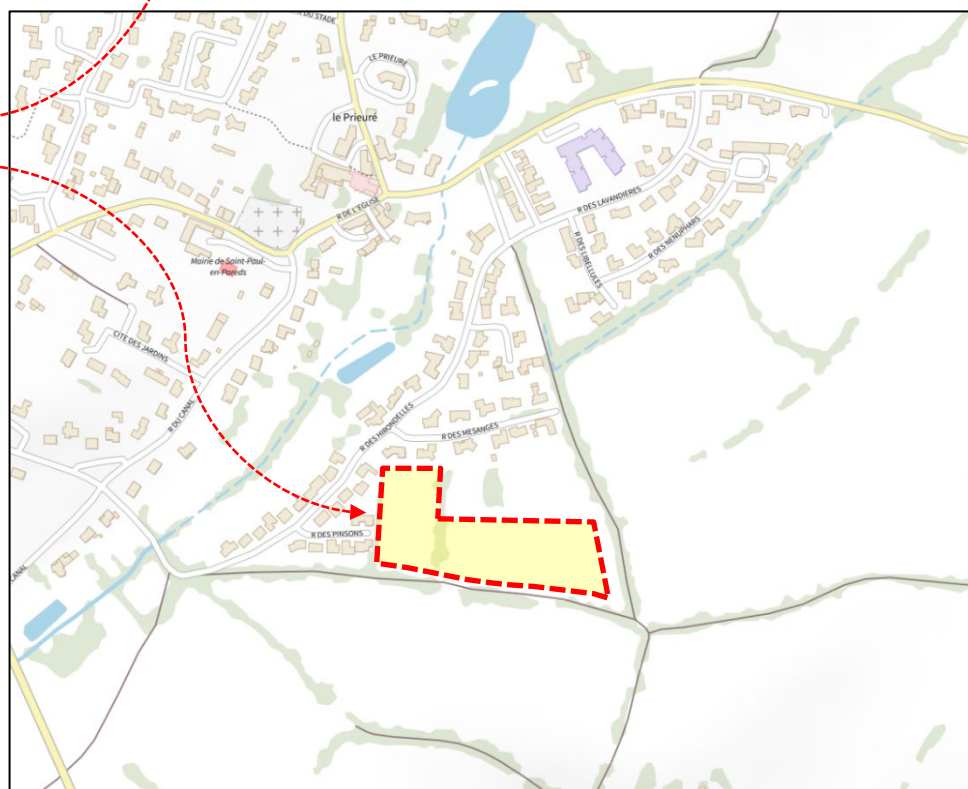 R DU STADE
LE PRIEURE
le Prieuré
R DE L'EGLISE
R DES LAVANDIERES
R DES LIBELLULES
R DES NENUPHARS
Mairie de Saint-Paul-
en-Pareds
CITE DES JARDINS
R DU CANAL
R DES HIRONDELLES
R DES MESANGES
R DES PINSONS
CANAL